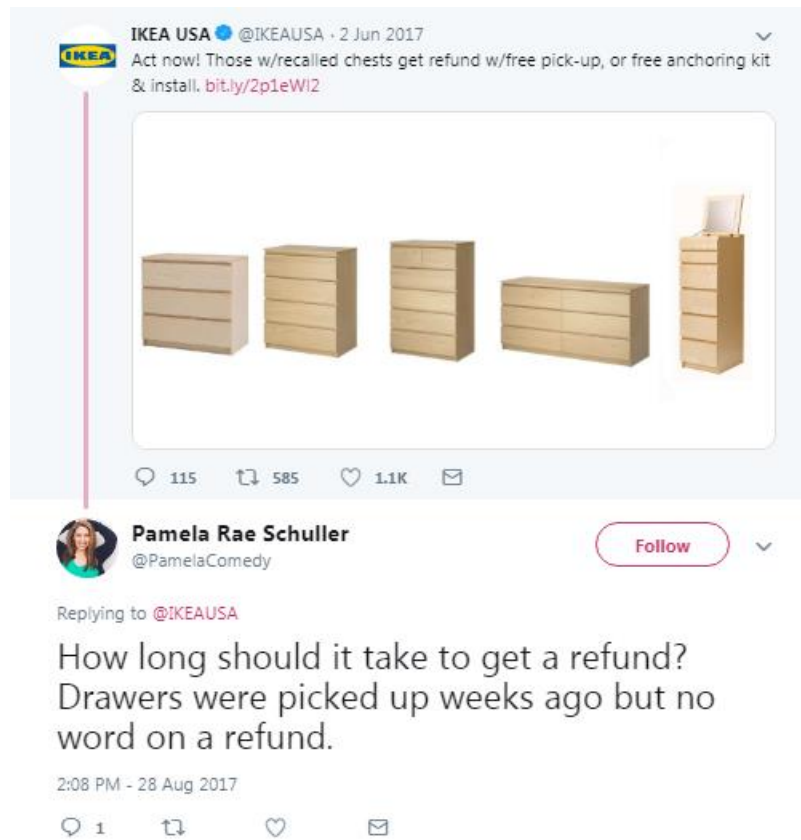 IKEA USA @IKEAUSA · 2 Jun 2017
IKEA
Act now! Those w/recalled chests get refund w/free pick-up, or free anchoring kit
& install. bit.ly/2p1eWI2
115 585 1.1K
Pamela Rae Schuller
@PamelaComedy
Follow
Replying to @IKEAUSA
How long should it take to get a refund?
Drawers were picked up weeks ago but no
word on a refund.
2:08 PM - 28 Aug 2017
1